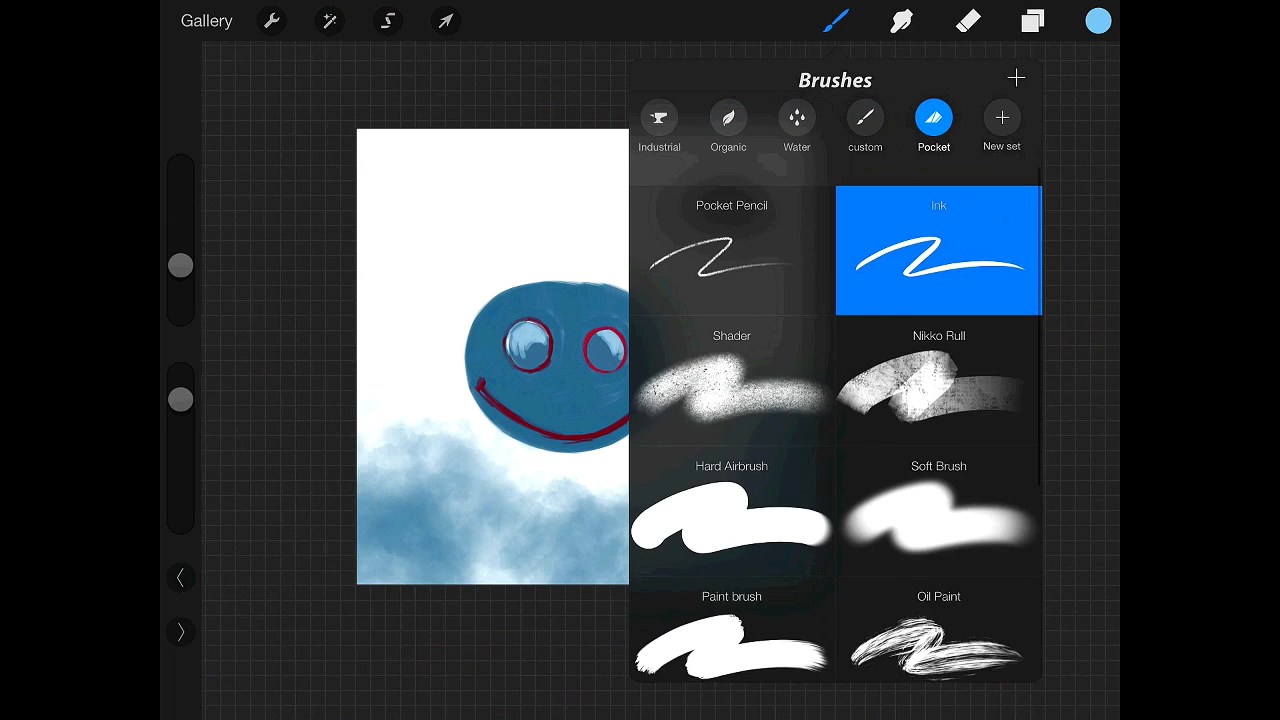 Gallery
Brushes
Industrial Organic Water custom Pocket New set
Pocket Pencil Ink
Shader Nikko Rull
Hard Airbrush Soft Brush
Paint brush Oil Paint